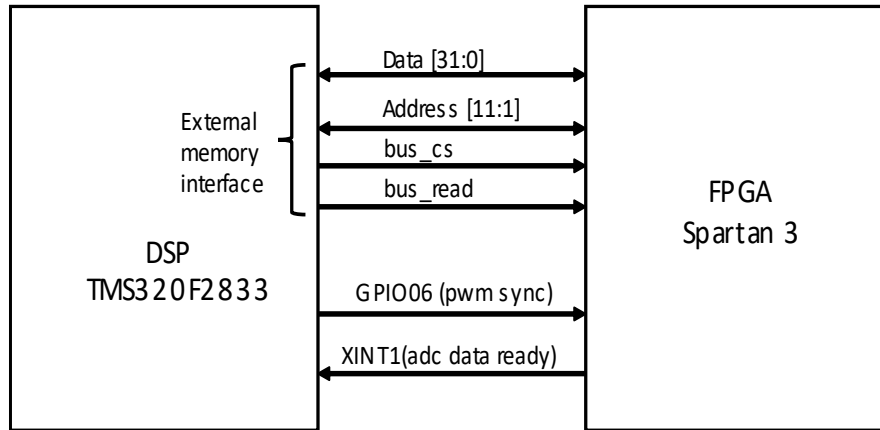 Data [31:0]
Address [11:1]
bus_cs
bus_read
External
memory
interface
DSP
TMS320F2833
FPGA
Spartan 3
GPIO06 (pwm sync)
XINT1(adc data ready)